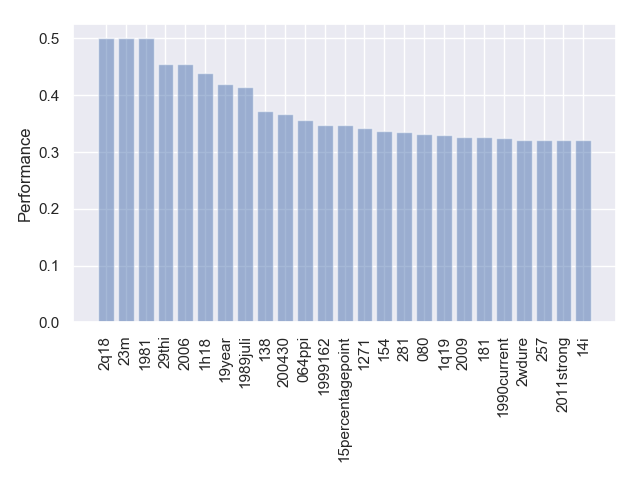 0.5
0.4
0.3
0.2
0.1
0.0
Performance
2q18
23m
1981
29thi
2006
1h18
19year
1989juli
138
200430
064ppi
1999162
15percentagepoint
1271
154
281
080
1q19
2009
181
1990current
2wdure
257
2011strong
14i